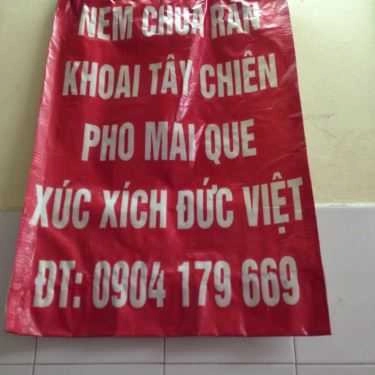 NEM CHUA RÁN
KHOAI TÂY CHIÊN
PHO MAI QUE
XÚC XÍCH ĐỨC VIỆT
ĐT: 0904 179 669